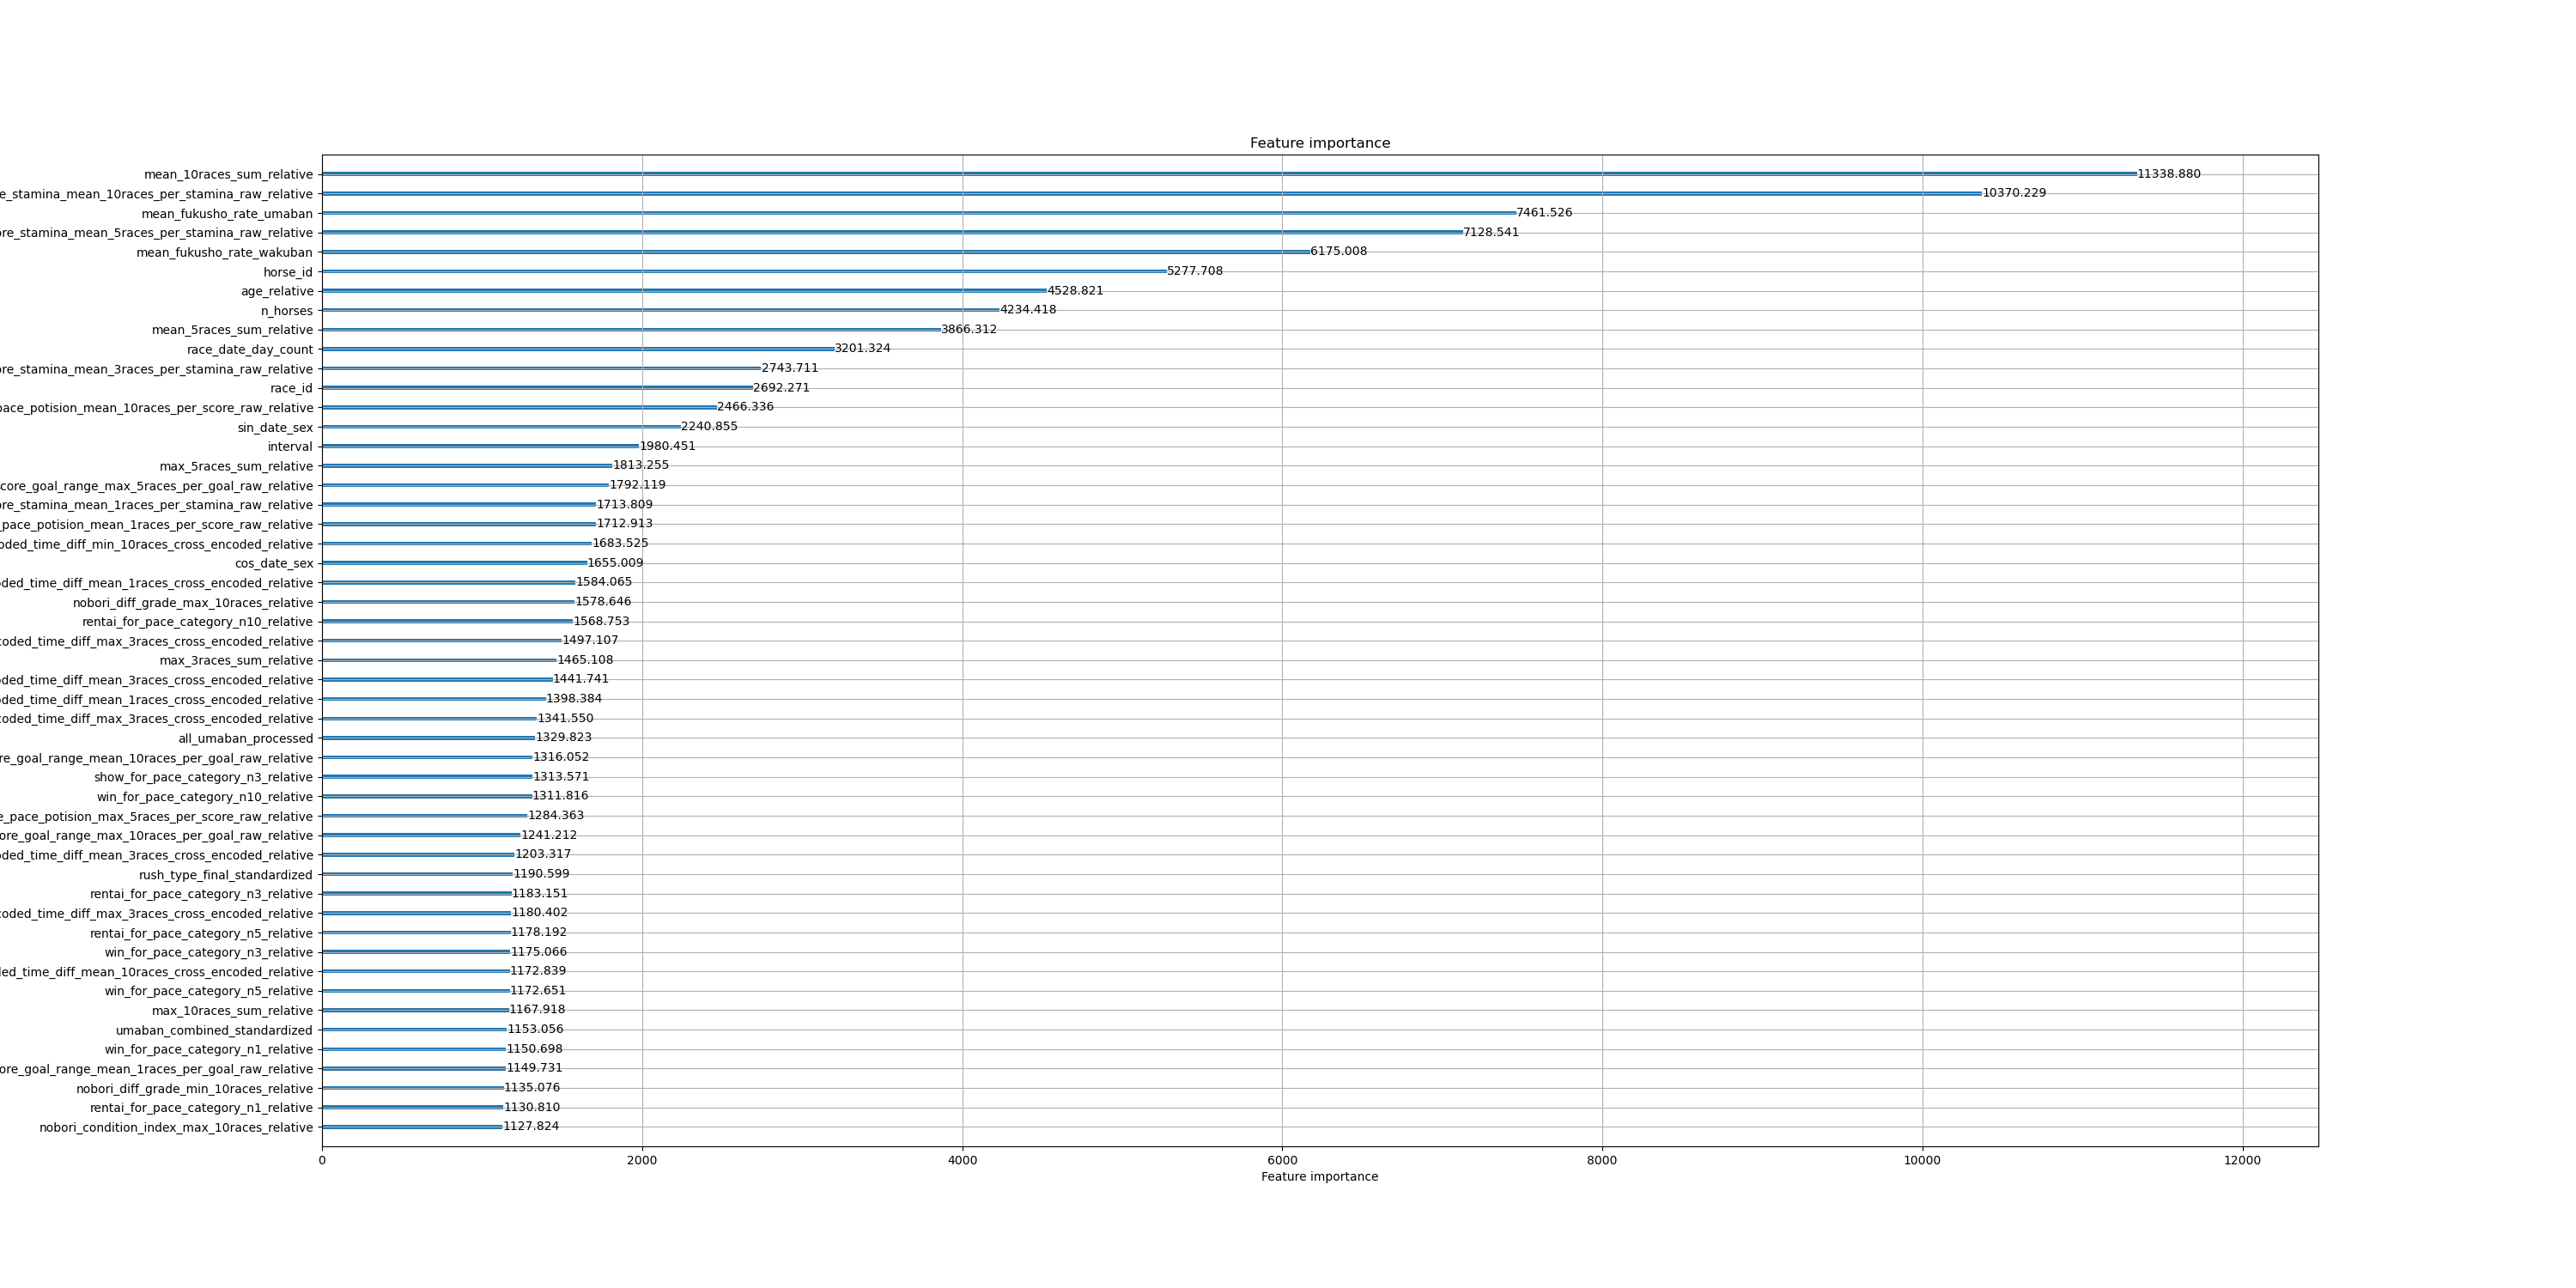 Feature importance
mean_10races_sum_relative 11338.880
e_stamina_mean_10races_per_stamina_raw_relative 10370.229
mean_fukusho_rate_umaban 7461.526
re_stamina_mean_5races_per_stamina_raw_relative 7128.541
mean_fukusho_rate_wakuban 6175.008
horse_id 5277.708
age_relative 4528.821
n_horses 4234.418
mean_5races_sum_relative 3866.312
race_date_day_count 3201.324
re_stamina_mean_3races_per_stamina_raw_relative 2743.711
race_id 2692.271
pace_potision_mean_10races_per_score_raw_relative 2466.336
sin_date_sex 2240.855
interval 1980.451
max_5races_sum_relative 1813.255
core_goal_range_max_5races_per_goal_raw_relative 1792.119
re_stamina_mean_1races_per_stamina_raw_relative 1713.809
_pace_potision_mean_1races_per_score_raw_relative 1712.913
oded_time_diff_min_10races_cross_encoded_relative 1683.525
cos_date_sex 1655.009
ded_time_diff_mean_1races_cross_encoded_relative 1584.065
nobori_diff_grade_max_10races_relative 1578.646
rentai_for_pace_category_n10_relative 1568.753
coded_time_diff_max_3races_cross_encoded_relative 1497.107
max_3races_sum_relative 1465.108
ded_time_diff_mean_3races_cross_encoded_relative 1441.741
ded_time_diff_mean_1races_cross_encoded_relative 1398.384
coded_time_diff_max_3races_cross_encoded_relative 1341.550
all_umaban_processed 1329.823
re_goal_range_mean_10races_per_goal_raw_relative 1316.052
show_for_pace_category_n3_relative 1313.571
win_for_pace_category_n10_relative 1311.816
e_pace_potision_max_5races_per_score_raw_relative 1284.363
ore_goal_range_max_10races_per_goal_raw_relative 1241.212
ded_time_diff_mean_3races_cross_encoded_relative 1203.317
rush_type_final_standardized 1190.599
rentai_for_pace_category_n3_relative 1183.151
coded_time_diff_max_3races_cross_encoded_relative 1180.402
rentai_for_pace_category_n5_relative 1178.192
win_for_pace_category_n3_relative 1175.066
led_time_diff_mean_10races_cross_encoded_relative 1172.839
win_for_pace_category_n5_relative 1172.651
max_10races_sum_relative 1167.918
umaban_combined_standardized 1153.056
win_for_pace_category_n1_relative 1150.698
ore_goal_range_mean_1races_per_goal_raw_relative 1149.731
nobori_diff_grade_min_10races_relative 1135.076
rentai_for_pace_category_n1_relative 1130.810
nobori_condition_index_max_10races_relative 1127.824
0 2000 4000 6000 8000 10000 12000
Feature importance